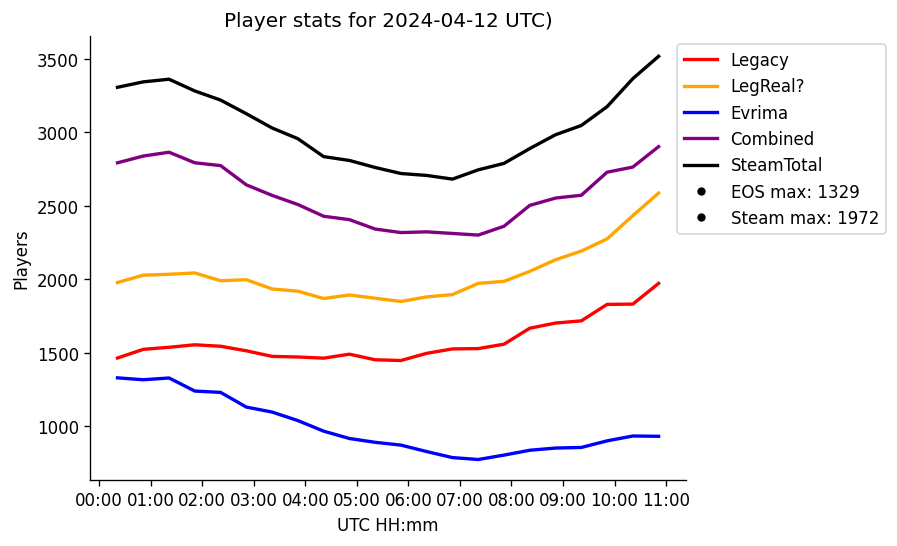 Player stats for 2024-04-12 UTC)
Players
3500
3000
2500
2000
1500
1000
00:00 01:00 02:00 03:00 04:00 05:00 06:00 07:00 08:00 09:00 10:00 11:00
UTC HH:mm
Legacy
LegReal?
Evrima
Combined
SteamTotal
EOS max: 1329
Steam max: 1972